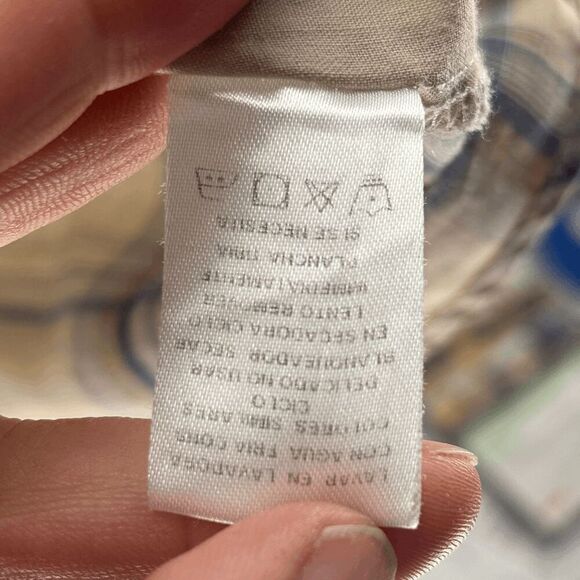 LAVAR EN LAVADORA
CON AGUA FRIA CON
COLORES SIMILARES
CICLO
DELICADO NO USAR
BLANQUEADOR SECAR
EN SECADORA CICLO
LENTO REMOVER
INMEDIATAMENTE
PLANCHA TIBIA
SI SE NECESITA